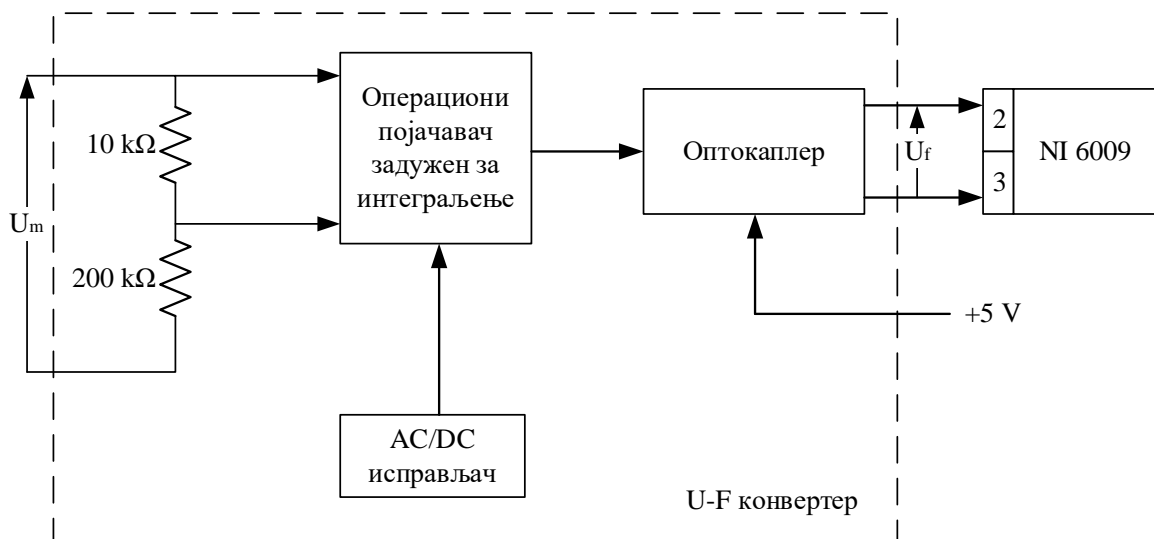 Um
10 kΩ
200 kΩ
Операциони
појачавач
задужен за
интеграљење
AC/DC
исправљач
Оптокаплер
Uf
2
3
NI 6009
+5 V
U-F конвертер